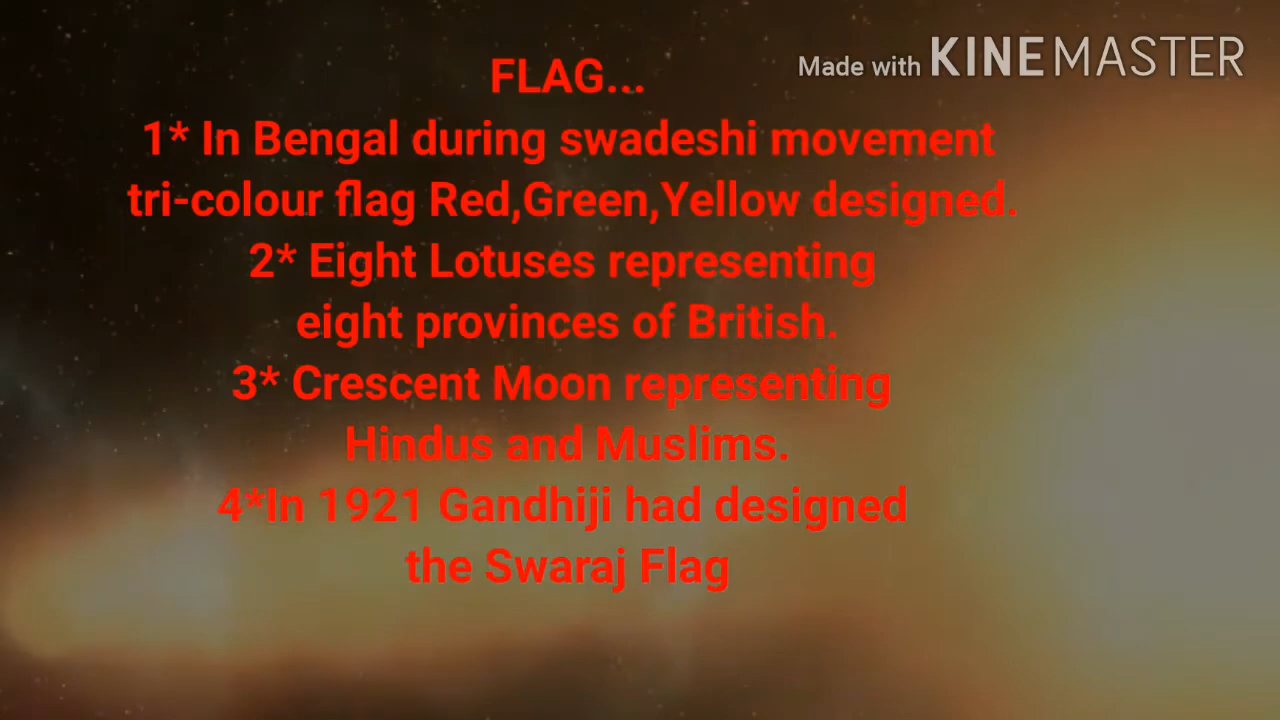 Made with KINEMASTER
FLAG...
1* In Bengal during swadeshi movement
tri-colour flag Red,Green,Yellow designed.
2* Eight Lotuses representing
eight provinces of British.
3* Crescent Moon representing
Hindus and Muslims.
4*In 1921 Gandhiji had designed
the Swaraj Flag